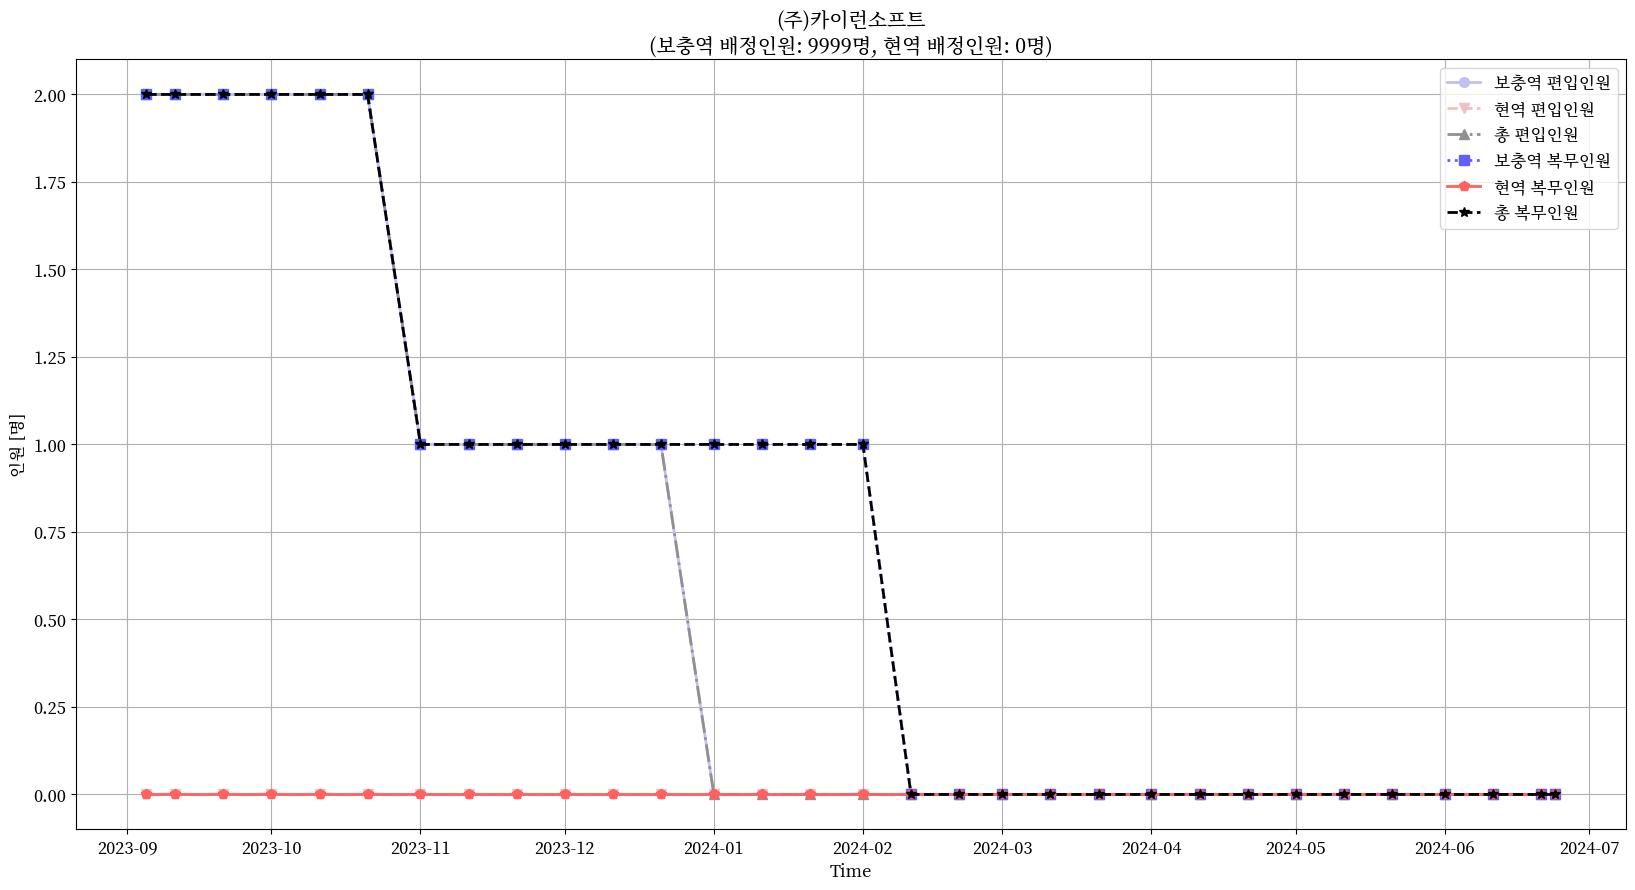 (주)카이런소프트
(보충역 배정인원: 9999명, 현역 배정인원: 0명)
보충역 편입인원
현역 편입인원
총 편입인원
보충역 복무인원
현역 복무인원
총 복무인원
인원 [명]
2.00
1.75
1.50
1.25
1.00
0.75
0.50
0.25
0.00
2023-09 2023-10 2023-11 2023-12 2024-01 2024-02 2024-03 2024-04 2024-05 2024-06 2024-07
Time